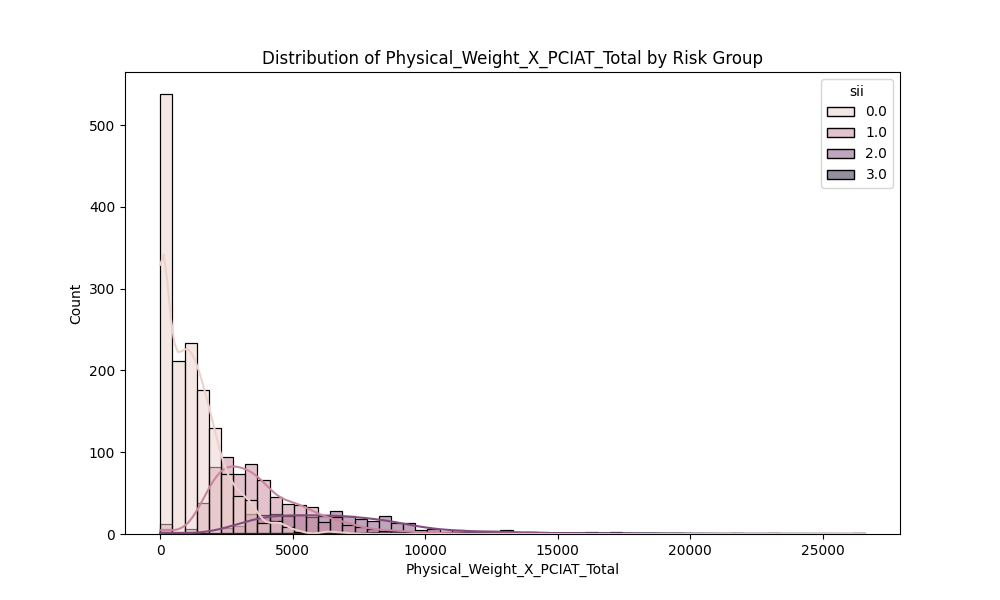 Distribution of Physical_Weight_X_PCIAT_Total by Risk Group
sii
0.0
1.0
2.0
3.0
Count
500
400
300
200
100
0
0 5000 10000 15000 20000 25000
Physical_Weight_X_PCIAT_Total